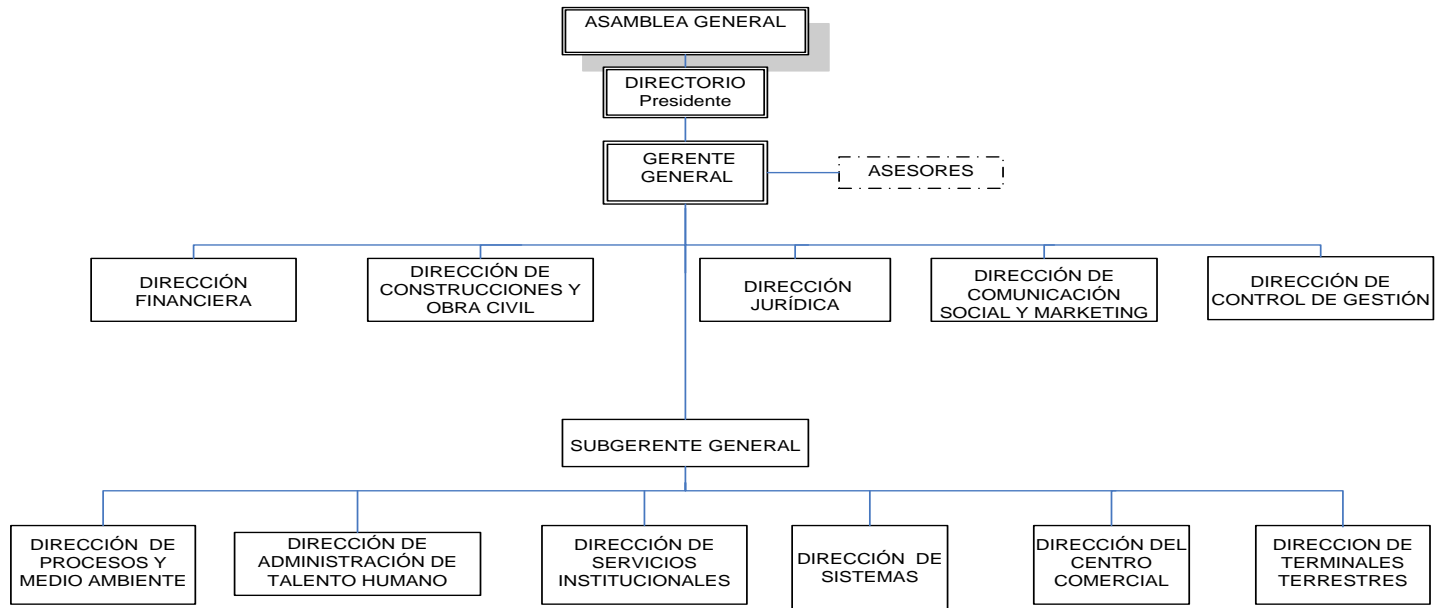 ASAMBLEA GENERAL
DIRECTORIO
Presidente
GERENTE
GENERAL
ASESORES
DIRECCIÓN
FINANCIERA
DIRECCIÓN DE
CONSTRUCCIONES Y
OBRA CIVIL
DIRECCIÓN
JURÍDICA
DIRECCIÓN DE
COMUNICACIÓN
SOCIAL Y MARKETING
DIRECCIÓN DE
CONTROL DE GESTIÓN
SUBGERENTE GENERAL
DIRECCIÓN DE
PROCESOS Y
MEDIO AMBIENTE
DIRECCIÓN DE
ADMINISTRACIÓN DE
TALENTO HUMANO
DIRECCIÓN DE
SERVICIOS
INSTITUCIONALES
DIRECCIÓN DE
SISTEMAS
DIRECCIÓN DEL
CENTRO
COMERCIAL
DIRECCION DE
TERMINALES
TERRESTRES